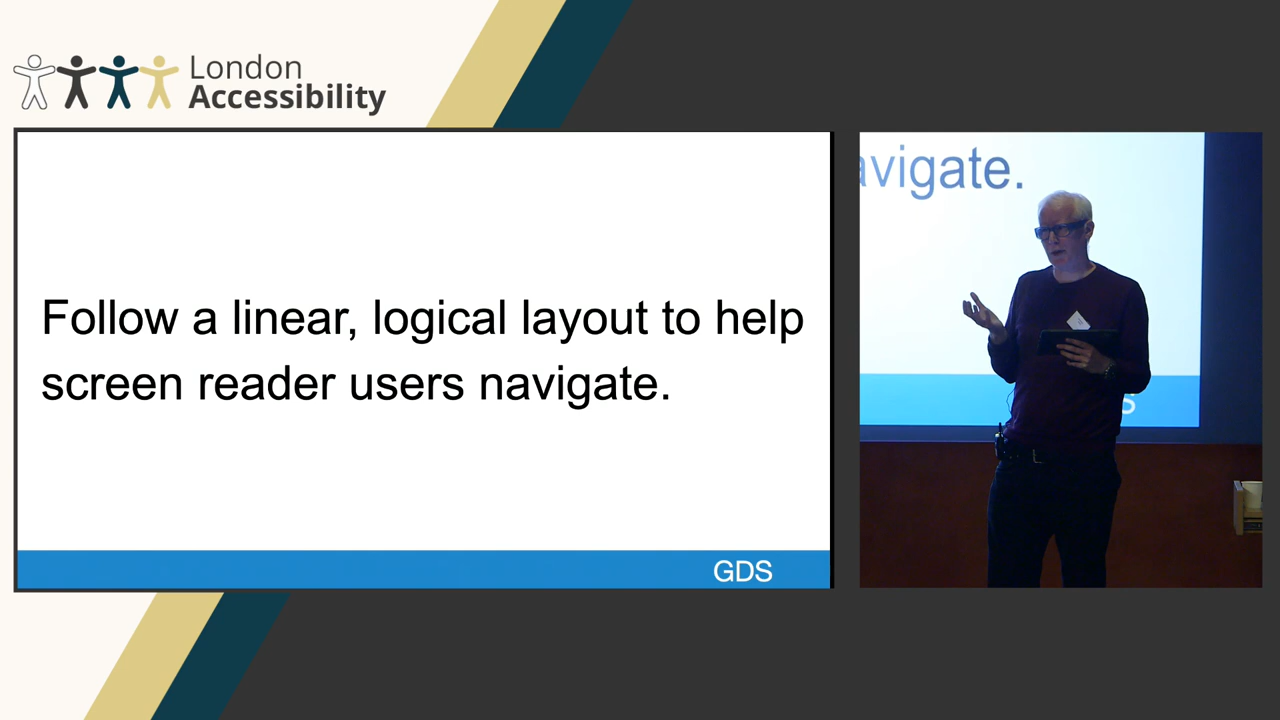 London
Accessibility
Follow a linear, logical layout to help
screen reader users navigate.
GDS
avigate.
S